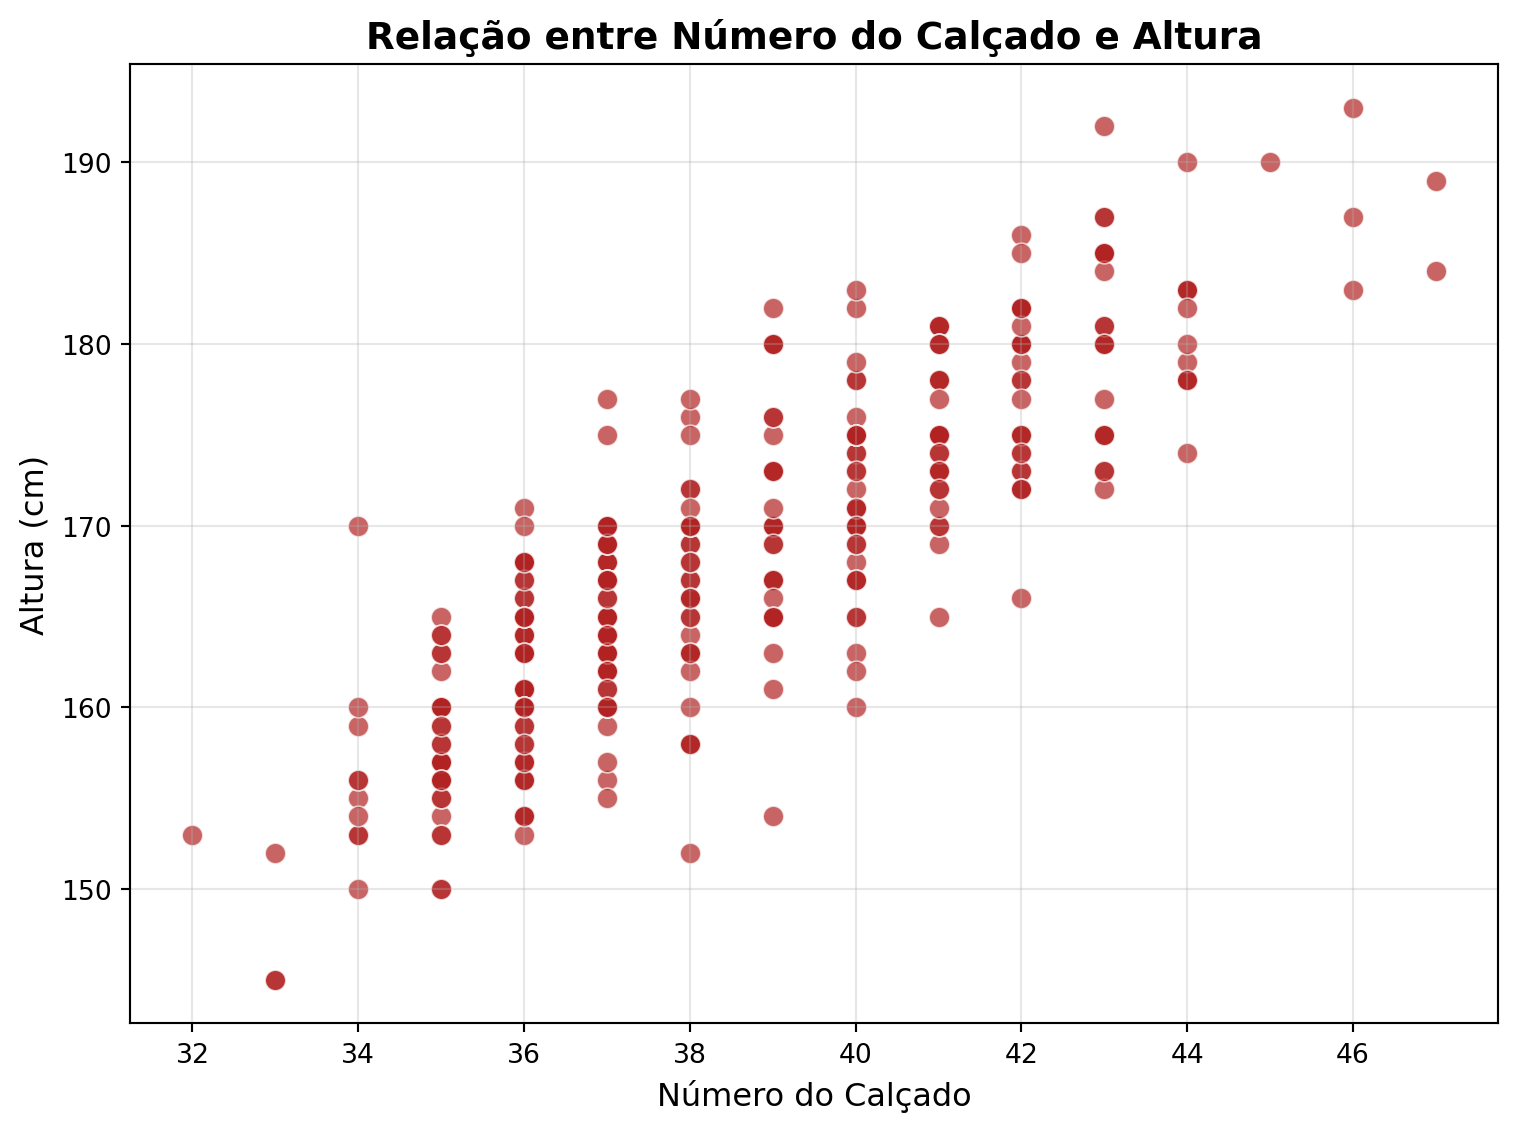 Relação entre Número do Calçado e Altura
Altura (cm)
190
180
170
160
150
32 34 36 38 40 42 44 46
Número do Calçado